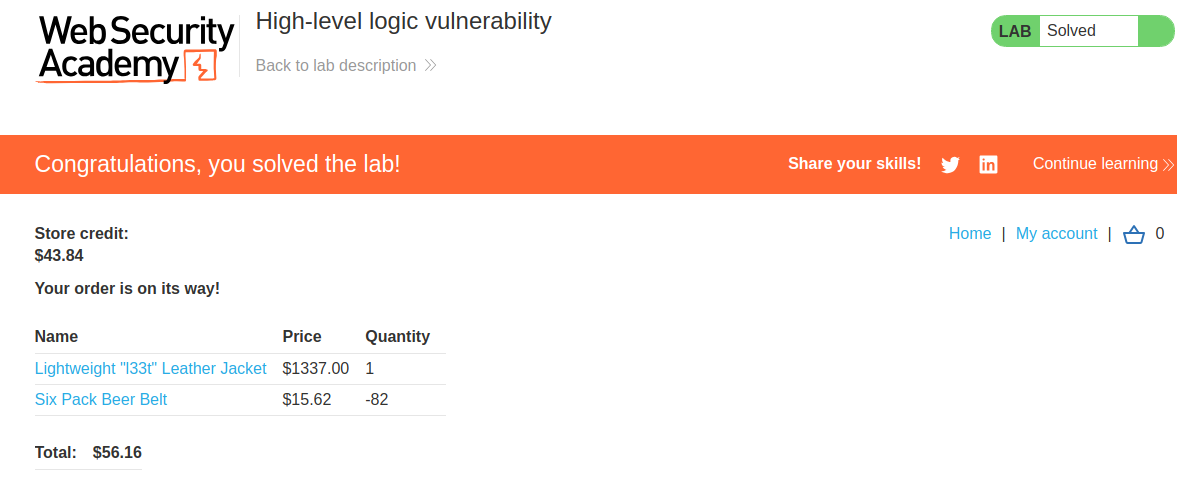 Web Security
Academy
High-level logic vulnerability
Back to lab description
LAB Solved
Congratulations, you solved the lab!
Share your skills!
Continue learning
Store credit:
$43.84
Home | My account | 0
Your order is on its way!
Name Price Quantity
Lightweight "l33t" Leather Jacket $1337.00 1
Six Pack Beer Belt $15.62 -82
Total: $56.16